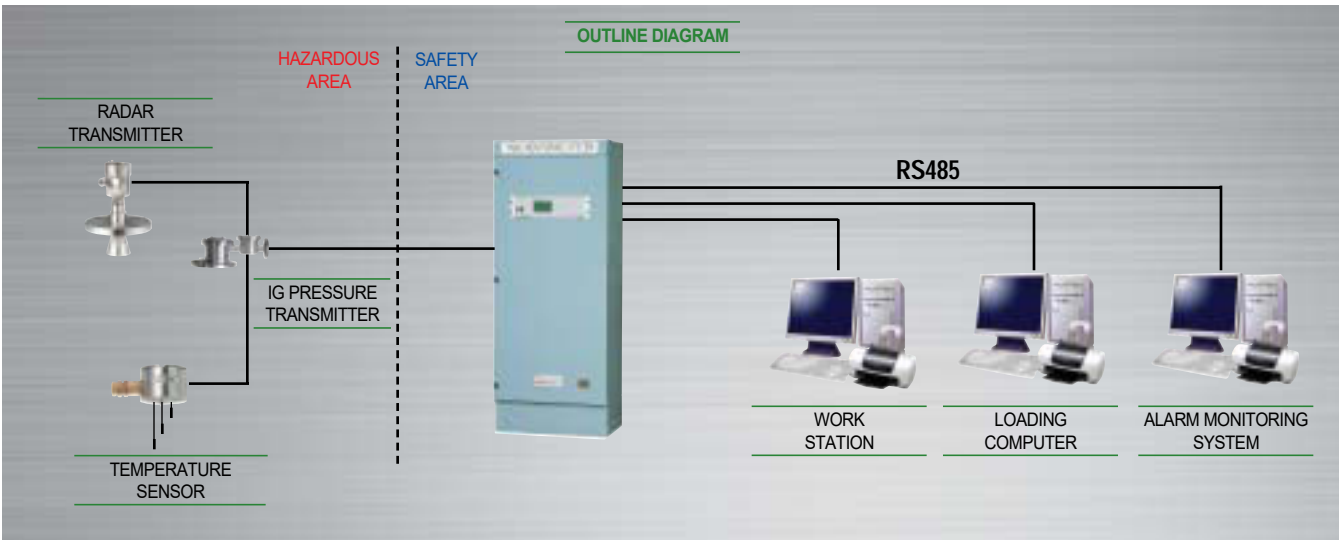 OUTLINE DIAGRAM
HAZARDOUS
AREA
SAFETY
AREA
RADAR
TRANSMITTER
RS485
IG PRESSURE
TRANSMITTER
TEMPERATURE
SENSOR
WORK
STATION
LOADING
COMPUTER
ALARM MONITORING
SYSTEM